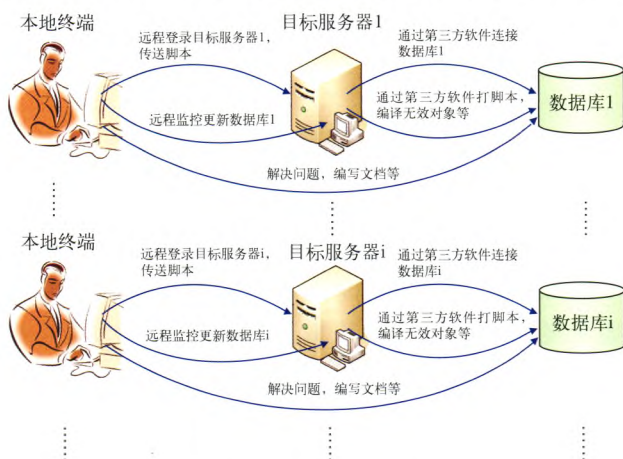 本地终端
目标服务器1
远程登录目标服务器1,
传送脚本
通过第三方软件连接
数据库1
远程监控更新数据库1
通过第三方软件打脚本,
编译无效对象等
数据库1
解决问题, 编写文档等
本地终端
目标服务器i
远程登录目标服务器i,
传送脚本
通过第三方软件连接
数据库i
远程监控更新数据库i
通过第三方软件打脚本,
编译无效对象等
数据库i
解决问题, 编写文档等